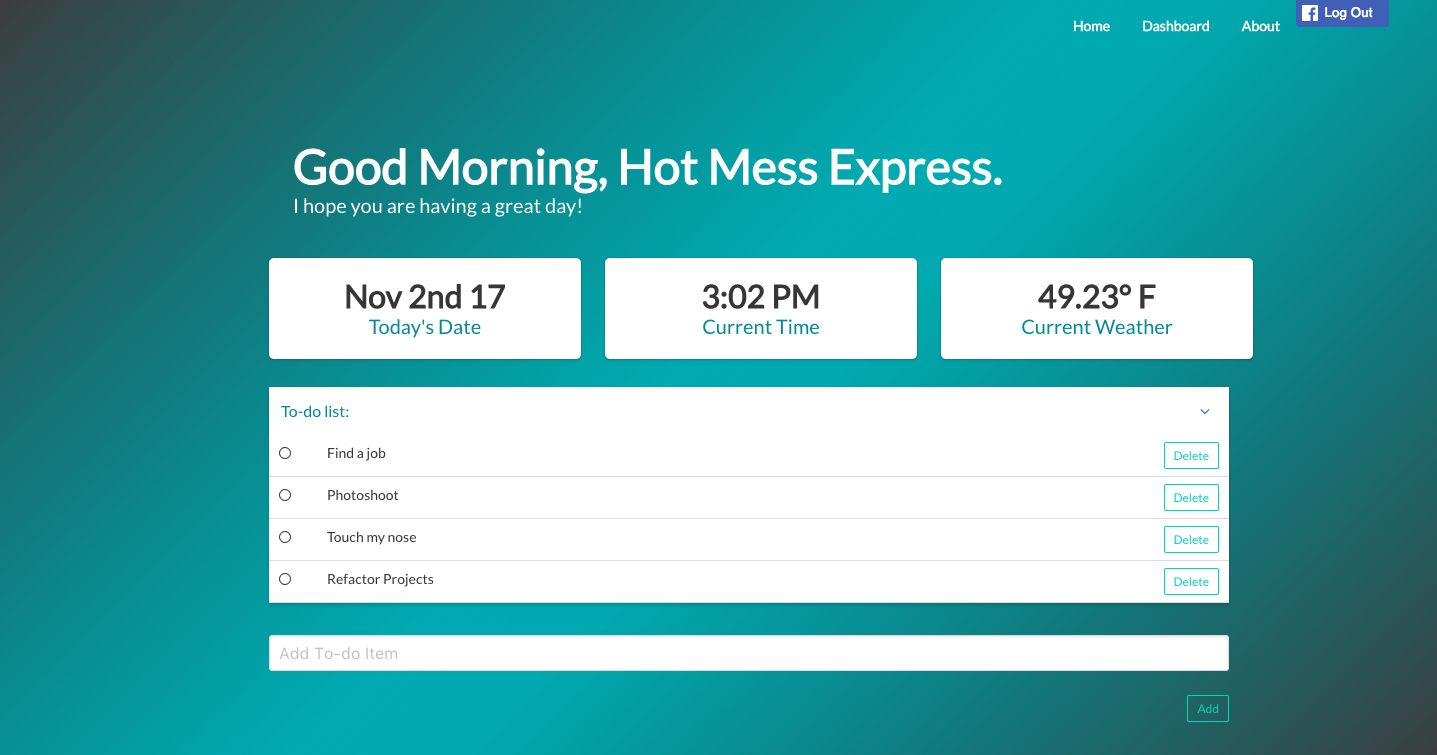 Home Dashboard About Log Out
Good Morning, Hot Mess Express.
I hope you are having a great day!
Nov 2nd 17
Today's Date
3:02 PM
Current Time
49.23° F
Current Weather
To-do list:
Find a job Delete
Photoshoot Delete
Touch my nose Delete
Refactor Projects Delete
Add To-do Item
Add